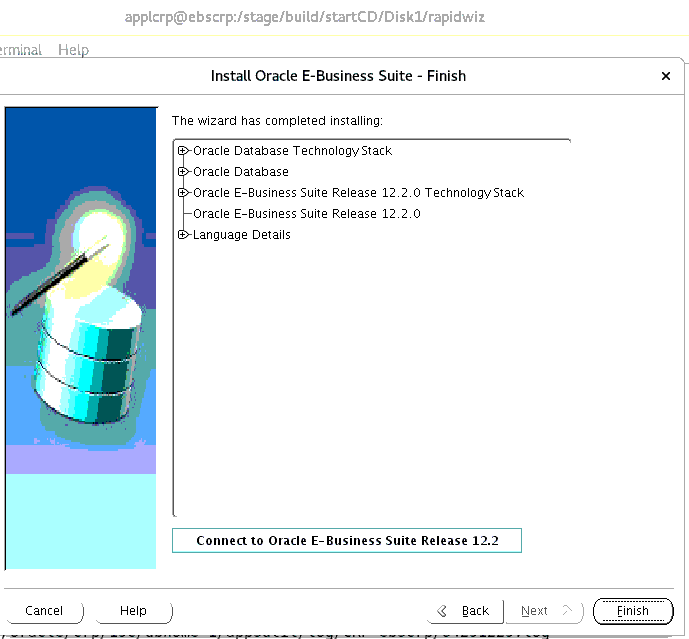 applcrp@ebscrp:/stage/build/startCD/Disk1/rapidwiz
erminal Help
Install Oracle E-Business Suite - Finish
The wizard has completed installing:
Oracle Database Technology Stack
Oracle Database
Oracle E-Business Suite Release 12.2.0 Technology Stack
Oracle E-Business Suite Release 12.2.0
Language Details
Connect to Oracle E-Business Suite Release 12.2
Cancel Help Back Next Finish